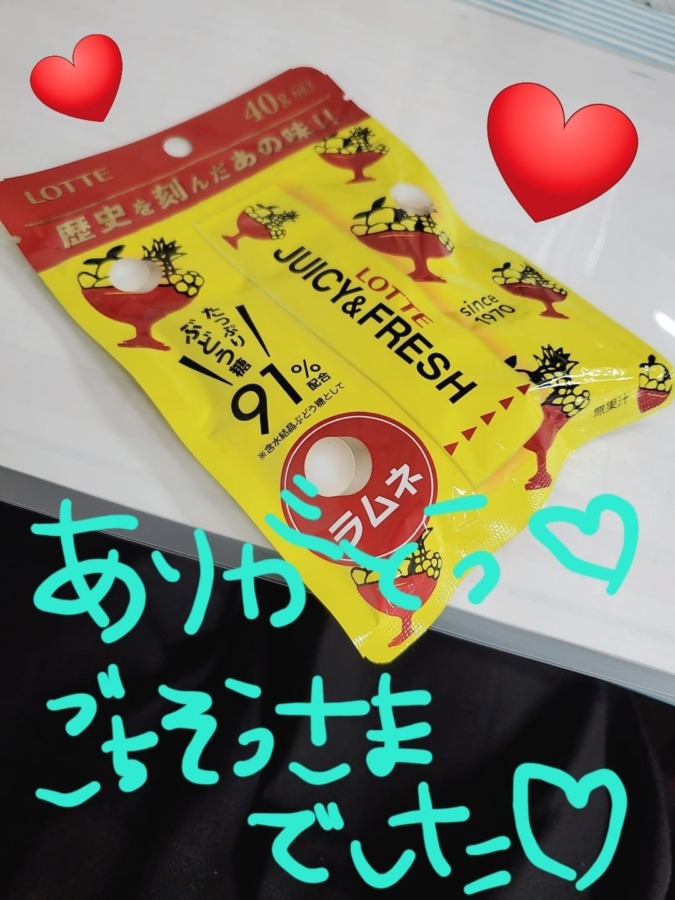 LOTTE
40g NET
歴史を刻んだあの味!!
LOTTE
JUICY&FRESH
since
1970
たっぷり
ぶどう糖
91%
配合
※含水結晶ぶどう糖として
無果汁
ラムネ
ありがとう♡
ごちそうさま
でした♡